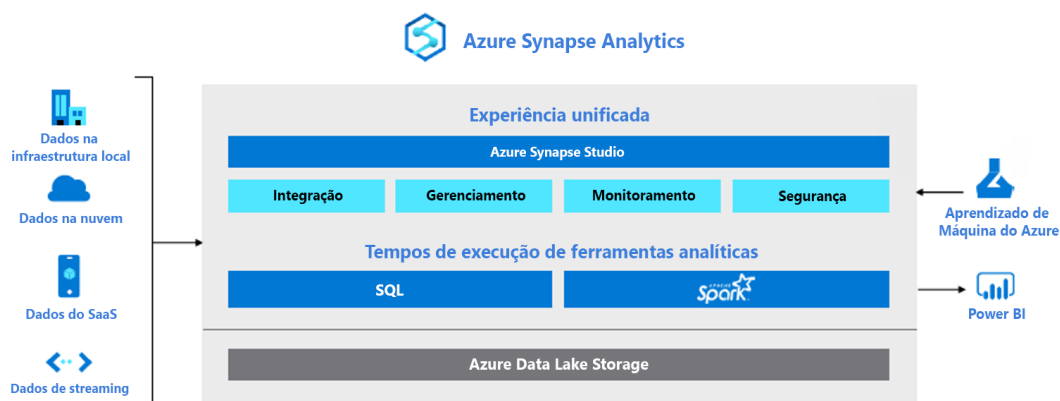 Azure Synapse Analytics
Dados na
infraestrutura local
Dados na nuvem
Dados do SaaS
Dados de streaming
Experiência unificada
Azure Synapse Studio
Integração
Gerenciamento
Monitoramento
Segurança
Tempos de execução de ferramentas analíticas
SQL
APACHE
Spark
Azure Data Lake Storage
Aprendizado de
Máquina do Azure
Power BI